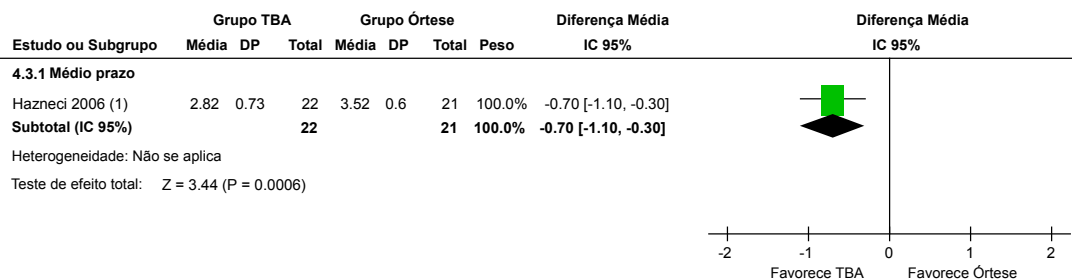 Grupo TBA Grupo Órtese Diferença Média Diferença Média
Estudo ou Subgrupo Média DP Total Média DP Total Peso IC 95% IC 95%
4.3.1 Médio prazo
Hazneci 2006 (1) 2.82 0.73 22 3.52 0.6 21 100.0% -0.70 [-1.10, -0.30]
Subtotal (IC 95%) 22 21 100.0% -0.70 [-1.10, -0.30]
Heterogeneidade: Não se aplica
Teste de efeito total: Z = 3.44 (P = 0.0006)
-2 -1 0 1 2
Favorece TBA Favorece Órtese